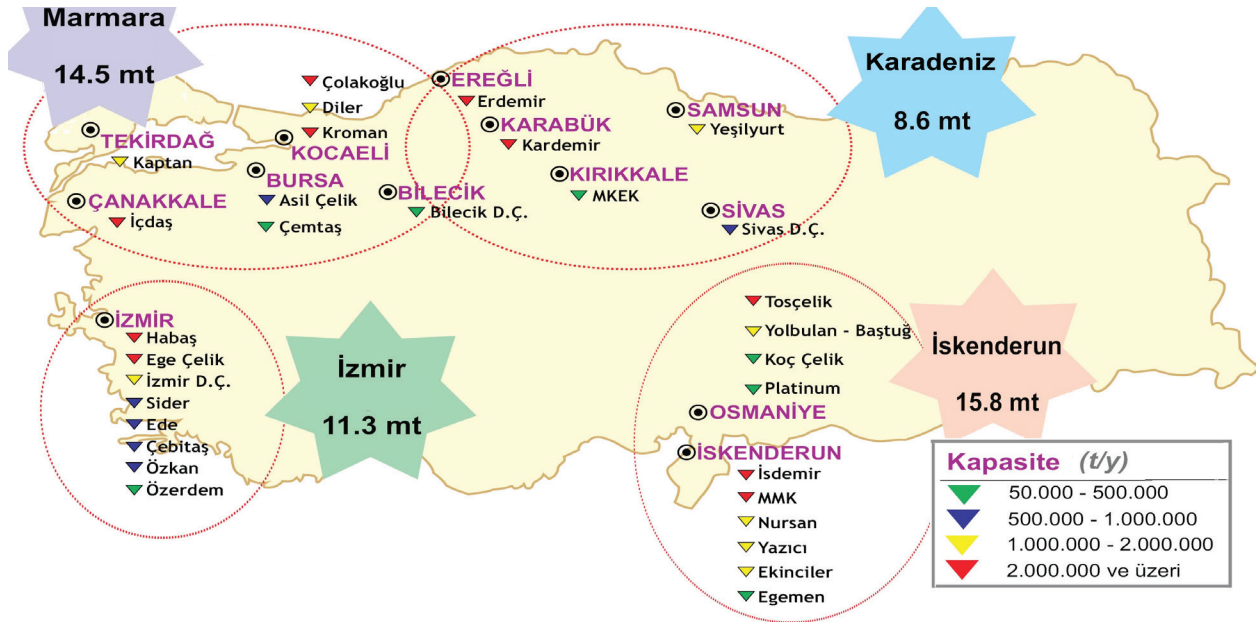 Marmara
14.5 mt
Karadeniz
8.6 mt
TEKİRDAĞ
Kaptan
ÇANAKKALE
İçdaş
Çolakoğlu
Diler
Kroman
KOCAELİ
BURSA
Asil Çelik
Çemtaş
BİLECİK
Bilecik D.Ç.
EREĞLİ
Erdemir
KARABÜK
Kardemir
KIRIKKALE
MKEK
SAMSUN
Yeşilyurt
SİVAS
Sivas D.Ç.
İZMİR
Habaş
Ege Çelik
İzmir D.Ç.
Sider
Ede
Çebitaş
Özkan
Özerdem
İzmir
11.3 mt
Tosçelik
Yolbulan - Baştuğ
Koç Çelik
Platinum
OSMANİYE
İSKENDERUN
İsdemir
MMK
Nursan
Yazıcı
Ekinciler
Egemen
İskenderun
15.8 mt
Kapasite (t/y)
50.000 - 500.000
500.000 - 1.000.000
1.000.000 - 2.000.000
2.000.000 ve üzeri